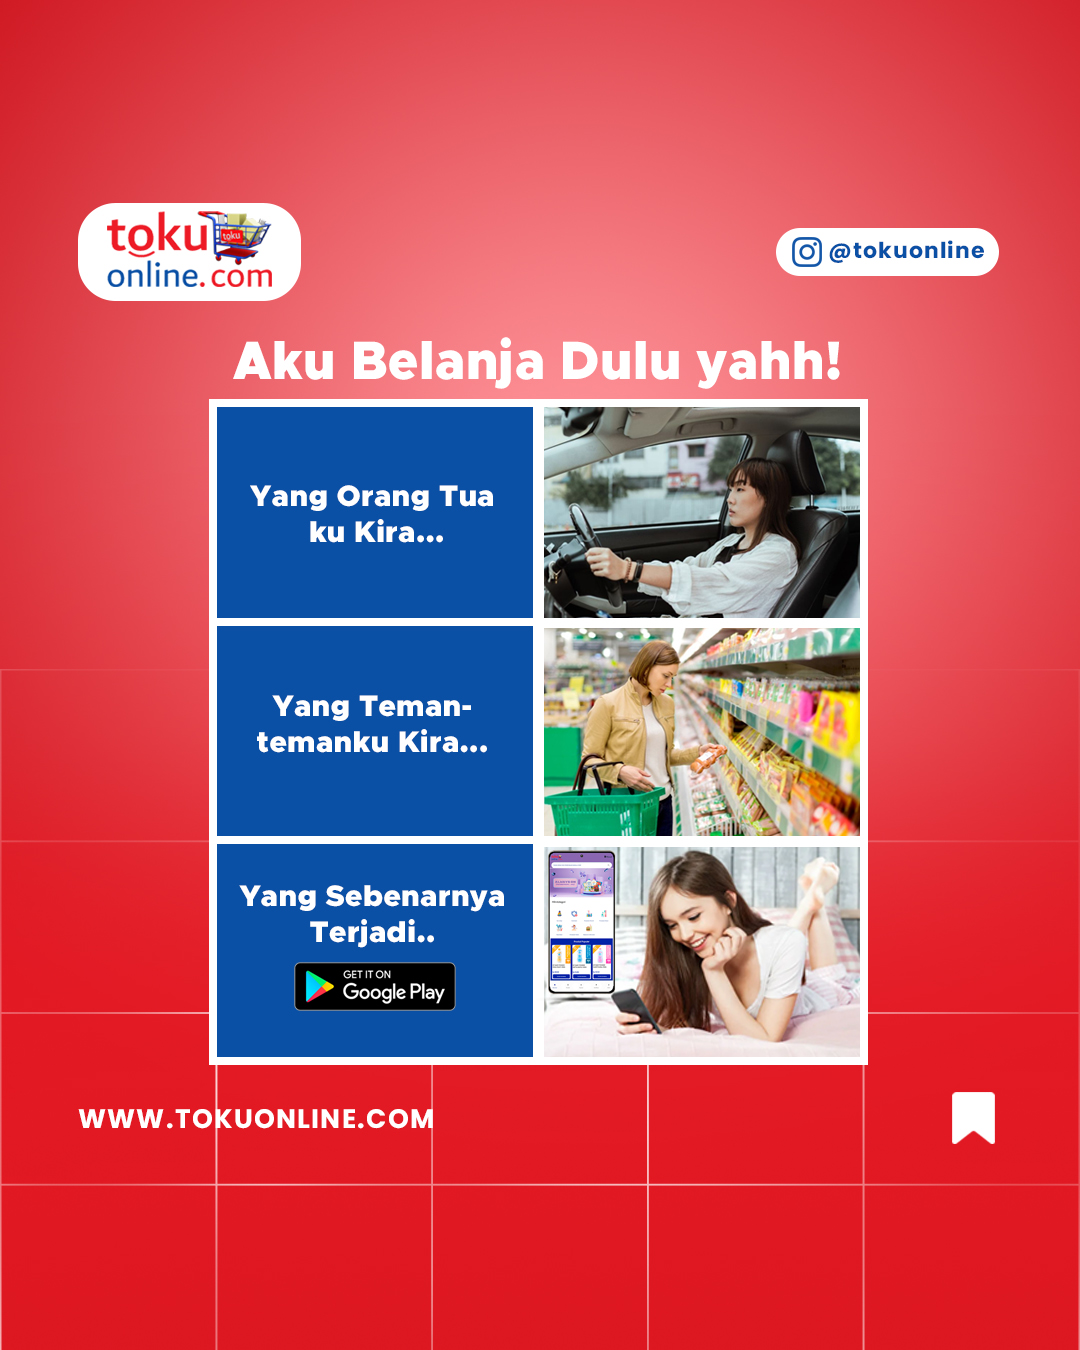 toku
toku
online.com
@tokuonline
Aku Belanja Dulu yahh!
Yang Orang Tua
ku Kira...
Yang Teman-
temanku Kira...
Yang Sebenarnya
Terjadi..
GET IT ON
Google Play
WWW.TOKUONLINE.COM